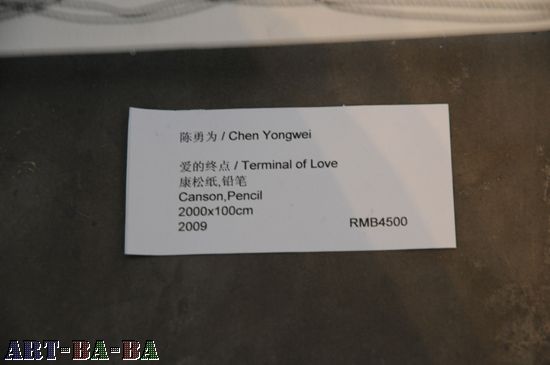 陈勇为 / Chen Yongwei
爱的终点 / Terminal of Love
康松纸,铅笔
Canson,Pencil
2000x100cm
2009 RMB4500
ART-BA-BA